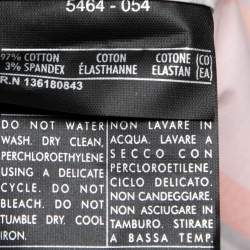 5464 - 054
97% COTTON COTON COTONE (CO)
3% SPANDEX ÉLASTHANNE ELASTAN (EA)
R.N 136180843
DO NOT WATER
WASH. DRY CLEAN,
PERCHLOROETHYLENE
USING A DELICATE
CYCLE. DO NOT
BLEACH. DO NOT
TUMBLE DRY. COOL
IRON.
NON LAVARE IN
ACQUA. LAVARE A
SECCO CON
PERCLOROETILENE,
CICLO DELICATO.
NON CANDEGGIARE.
NON ASCIUGARE IN
TAMBURO. STIRARE
A BASSA TEMP